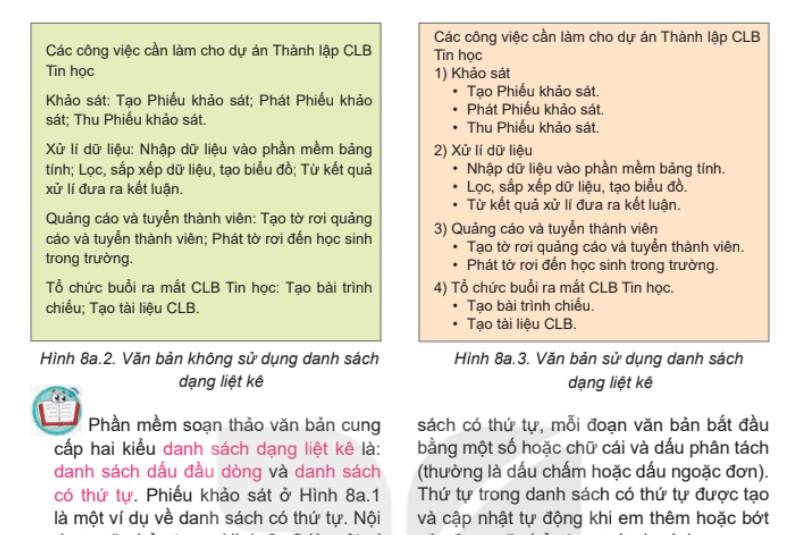 Các công việc cần làm cho dự án Thành lập CLB
Tin học
Khảo sát: Tạo Phiếu khảo sát; Phát Phiếu khảo
sát; Thu Phiếu khảo sát.
Xử lí dữ liệu: Nhập dữ liệu vào phần mềm bảng
tính; Lọc, sắp xếp dữ liệu, tạo biểu đồ; Từ kết quả
xử lí đưa ra kết luận.
Quảng cáo và tuyển thành viên: Tạo tờ rơi quảng
cáo và tuyển thành viên; Phát tờ rơi đến học sinh
trong trường.
Tổ chức buổi ra mắt CLB Tin học: Tạo bài trình
chiếu; Tạo tài liệu CLB.
Hình 8a.2. Văn bản không sử dụng danh sách
dạng liệt kê
Các công việc cần làm cho dự án Thành lập CLB
Tin học
1) Khảo sát
• Tạo Phiếu khảo sát.
• Phát Phiếu khảo sát.
• Thu Phiếu khảo sát.
2) Xử lí dữ liệu
• Nhập dữ liệu vào phần mềm bảng tính.
• Lọc, sắp xếp dữ liệu, tạo biểu đồ.
• Từ kết quả xử lí đưa ra kết luận.
3) Quảng cáo và tuyển thành viên
• Tạo tờ rơi quảng cáo và tuyển thành viên.
• Phát tờ rơi đến học sinh trong trường.
4) Tổ chức buổi ra mắt CLB Tin học.
• Tạo bài trình chiếu.
• Tạo tài liệu CLB.
Hình 8a.3. Văn bản sử dụng danh sách
dạng liệt kê
Phần mềm soạn thảo văn bản cung
cấp hai kiểu danh sách dạng liệt kê là:
danh sách dấu đầu dòng và danh sách
có thứ tự. Phiếu khảo sát ở Hình 8a.1
là một ví dụ về danh sách có thứ tự. Nội
sách có thứ tự, mỗi đoạn văn bản bắt đầu
bằng một số hoặc chữ cái và dấu phân tách
(thường là dấu chấm hoặc dấu ngoặc đơn).
Thứ tự trong danh sách có thứ tự được tạo
và cập nhật tự động khi em thêm hoặc bớt